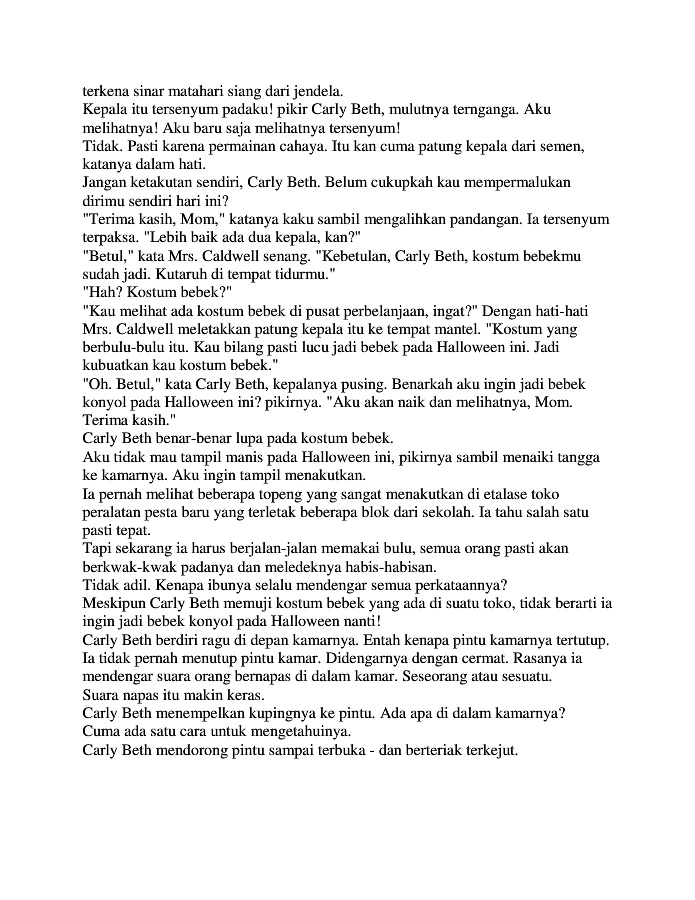 terkena sinar matahari siang dari jendela.
Kepala itu tersenyum padaku! pikir Carly Beth, mulutnya ternganga. Aku
melihatnya! Aku baru saja melihatnya tersenyum!
Tidak. Pasti karena permainan cahaya. Itu kan cuma patung kepala dari semen,
katanya dalam hati.
Jangan ketakutan sendiri, Carly Beth. Belum cukupkah kau mempermalukan
dirimu sendiri hari ini?
"Terima kasih, Mom," katanya kaku sambil mengalihkan pandangan. Ia tersenyum
terpaksa. "Lebih baik ada dua kepala, kan?"
"Betul," kata Mrs. Caldwell senang. "Kebetulan, Carly Beth, kostum bebekmu
sudah jadi. Kutaruh di tempat tidurmu."
"Hah? Kostum bebek?"
"Kau melihat ada kostum bebek di pusat perbelanjaan, ingat?" Dengan hati-hati
Mrs. Caldwell meletakkan patung kepala itu ke tempat mantel. "Kostum yang
berbulu-bulu itu. Kau bilang pasti lucu jadi bebek pada Halloween ini. Jadi
kubuatkan kau kostum bebek."
"Oh. Betul," kata Carly Beth, kepalanya pusing. Benarkah aku ingin jadi bebek
konyol pada Halloween ini? pikirnya. "Aku akan naik dan melihatnya, Mom.
Terima kasih."
Carly Beth benar-benar lupa pada kostum bebek.
Aku tidak mau tampil manis pada Halloween ini, pikirnya sambil menaiki tangga
ke kamarnya. Aku ingin tampil menakutkan.
Ia pernah melihat beberapa topeng yang sangat menakutkan di etalase toko
peralatan pesta baru yang terletak beberapa blok dari sekolah. Ia tahu salah satu
pasti tepat.
Tapi sekarang ia harus berjalan-jalan memakai bulu, semua orang pasti akan
berkwak-kwak padanya dan meledeknya habis-habisan.
Tidak adil. Kenapa ibunya selalu mendengar semua perkataannya?
Meskipun Carly Beth memuji kostum bebek yang ada di suatu toko, tidak berarti ia
ingin jadi bebek konyol pada Halloween nanti!
Carly Beth berdiri ragu di depan kamarnya. Entah kenapa pintu kamarnya tertutup.
Ia tidak pernah menutup pintu kamar. Didengarnya dengan cermat. Rasanya ia
mendengar suara orang bernapas di dalam kamar. Seseorang atau sesuatu.
Suara napas itu makin keras.
Carly Beth menempelkan kupingnya ke pintu. Ada apa di dalam kamarnya?
Cuma ada satu cara untuk mengetahuinya.
Carly Beth mendorong pintu sampai terbuka - dan berteriak terkejut.